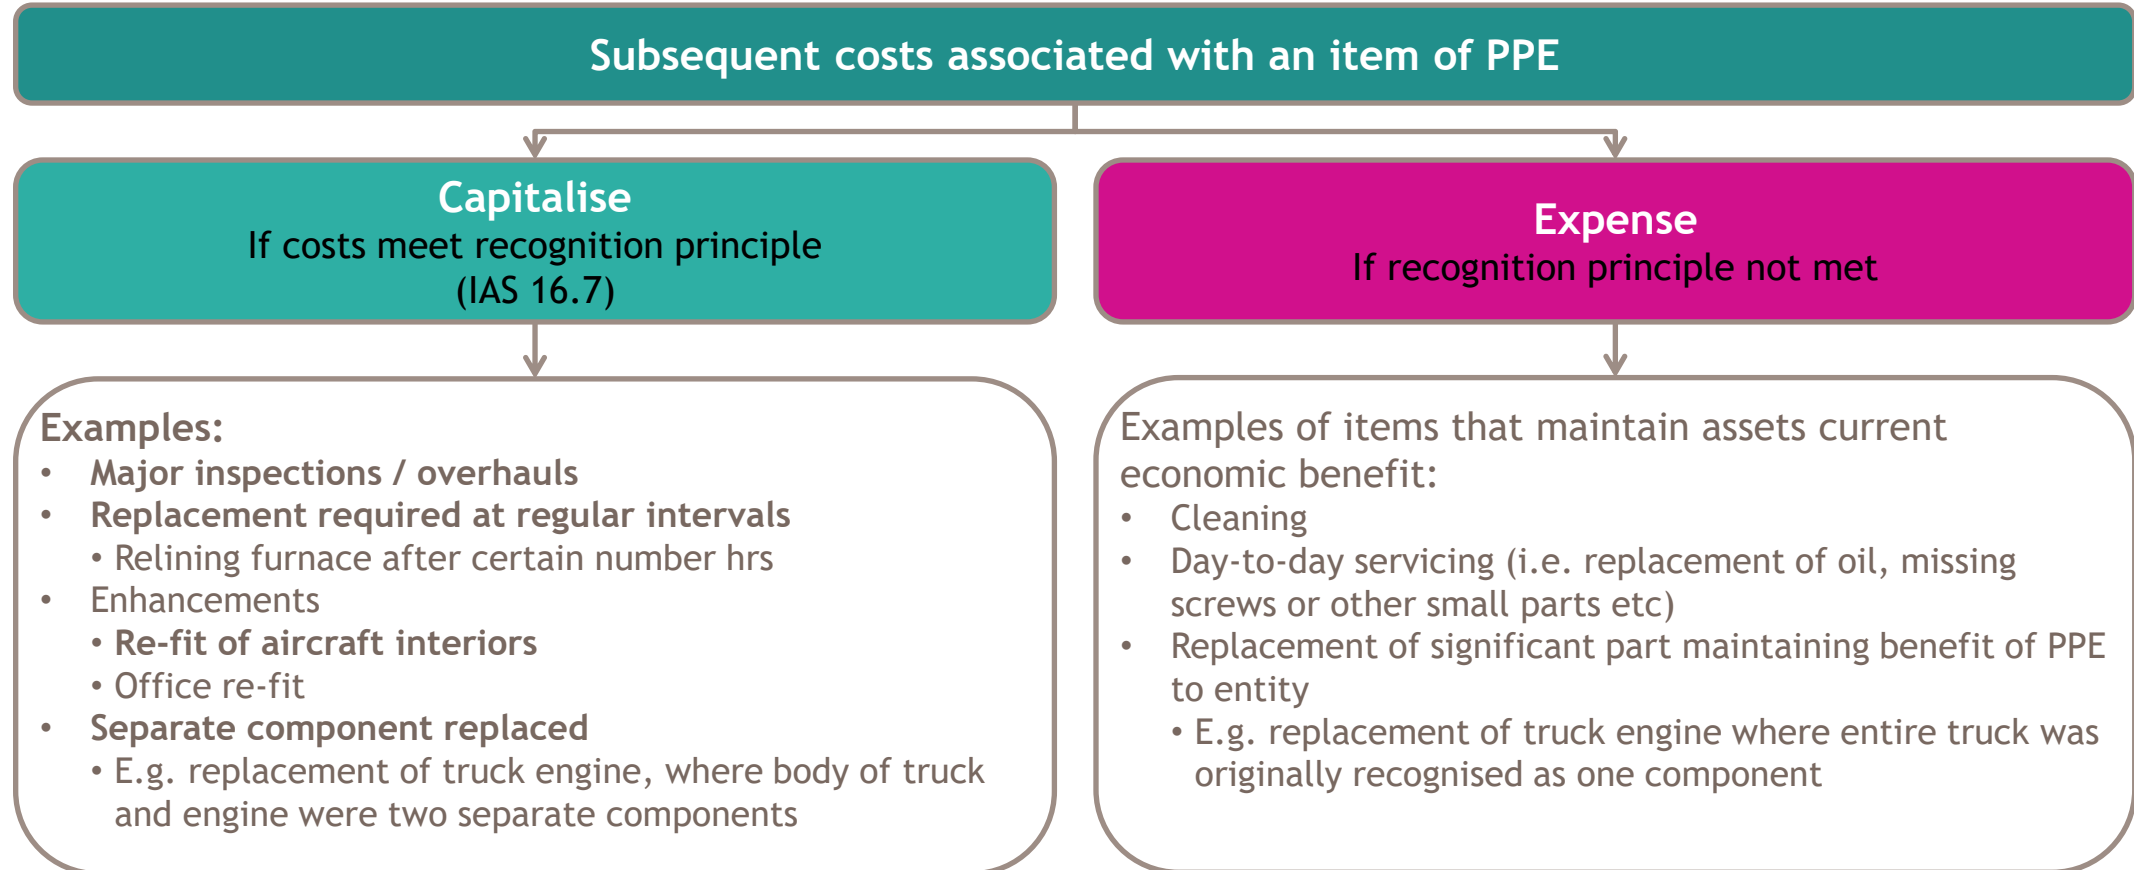 Subsequent costs associated with an item of PPE
Capitalise
If costs meet recognition principle
(IAS 16.7)
Expense
If recognition principle not met
Examples:
• Major inspections / overhauls
• Replacement required at regular intervals
• Relining furnace after certain number hrs
• Enhancements
• Re-fit of aircraft interiors
• Office re-fit
• Separate component replaced
• E.g. replacement of truck engine, where body of truck
and engine were two separate components
Examples of items that maintain assets current
economic benefit:
• Cleaning
• Day-to-day servicing (i.e. replacement of oil, missing
screws or other small parts etc)
• Replacement of significant part maintaining benefit of PPE
to entity
• E.g. replacement of truck engine where entire truck was
originally recognised as one component